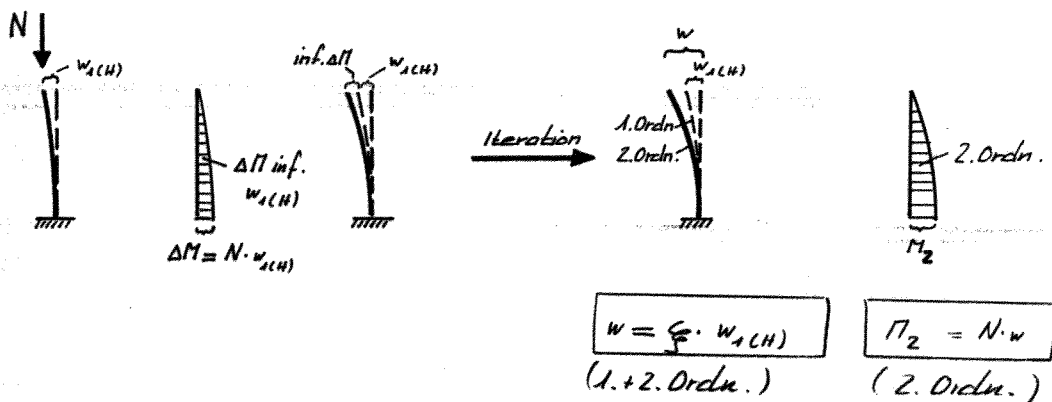 N
w1(H)
ΔM inf.
w1(H)
ΔM = N · w1(H)
inf. ΔM
w1(H)
Iteration
w
w1(H)
1. Ordn.
2. Ordn.
2. Ordn.
M2
w = ξ · w1(H)
(1. + 2. Ordn.)
M2 = N · w
(2. Ordn.)